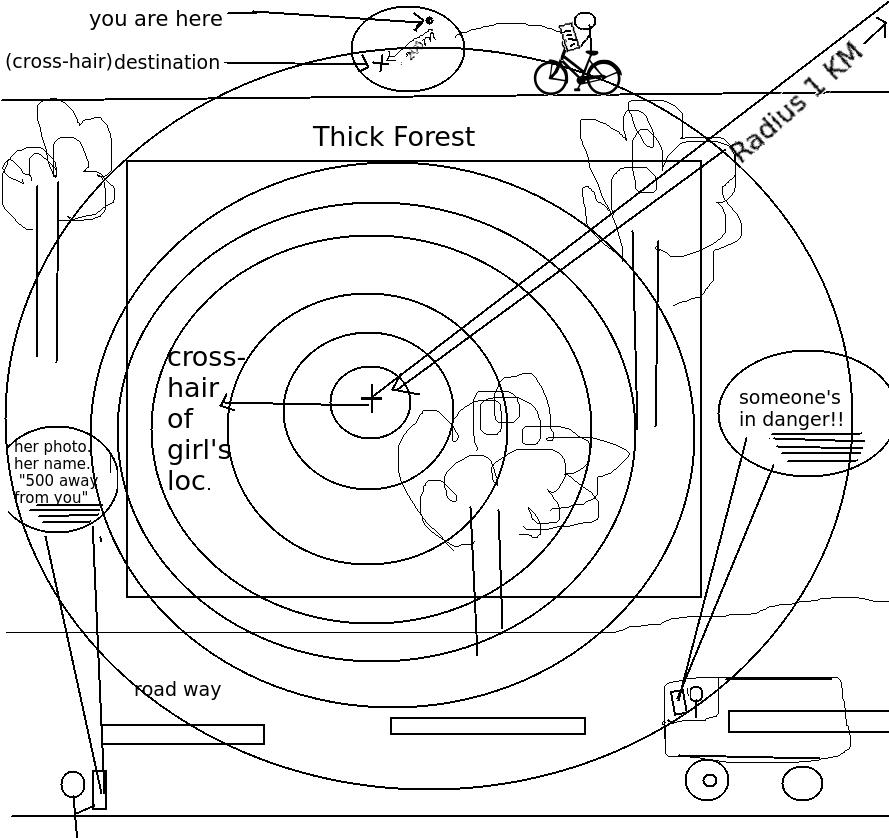 you are here
(cross-hair) destination
200m
Thick Forest
Radius 1 KM
cross-
hair
of
girl's
loc.
someone's
in danger!!
her photo.
her name.
"500 away
from you"
road way